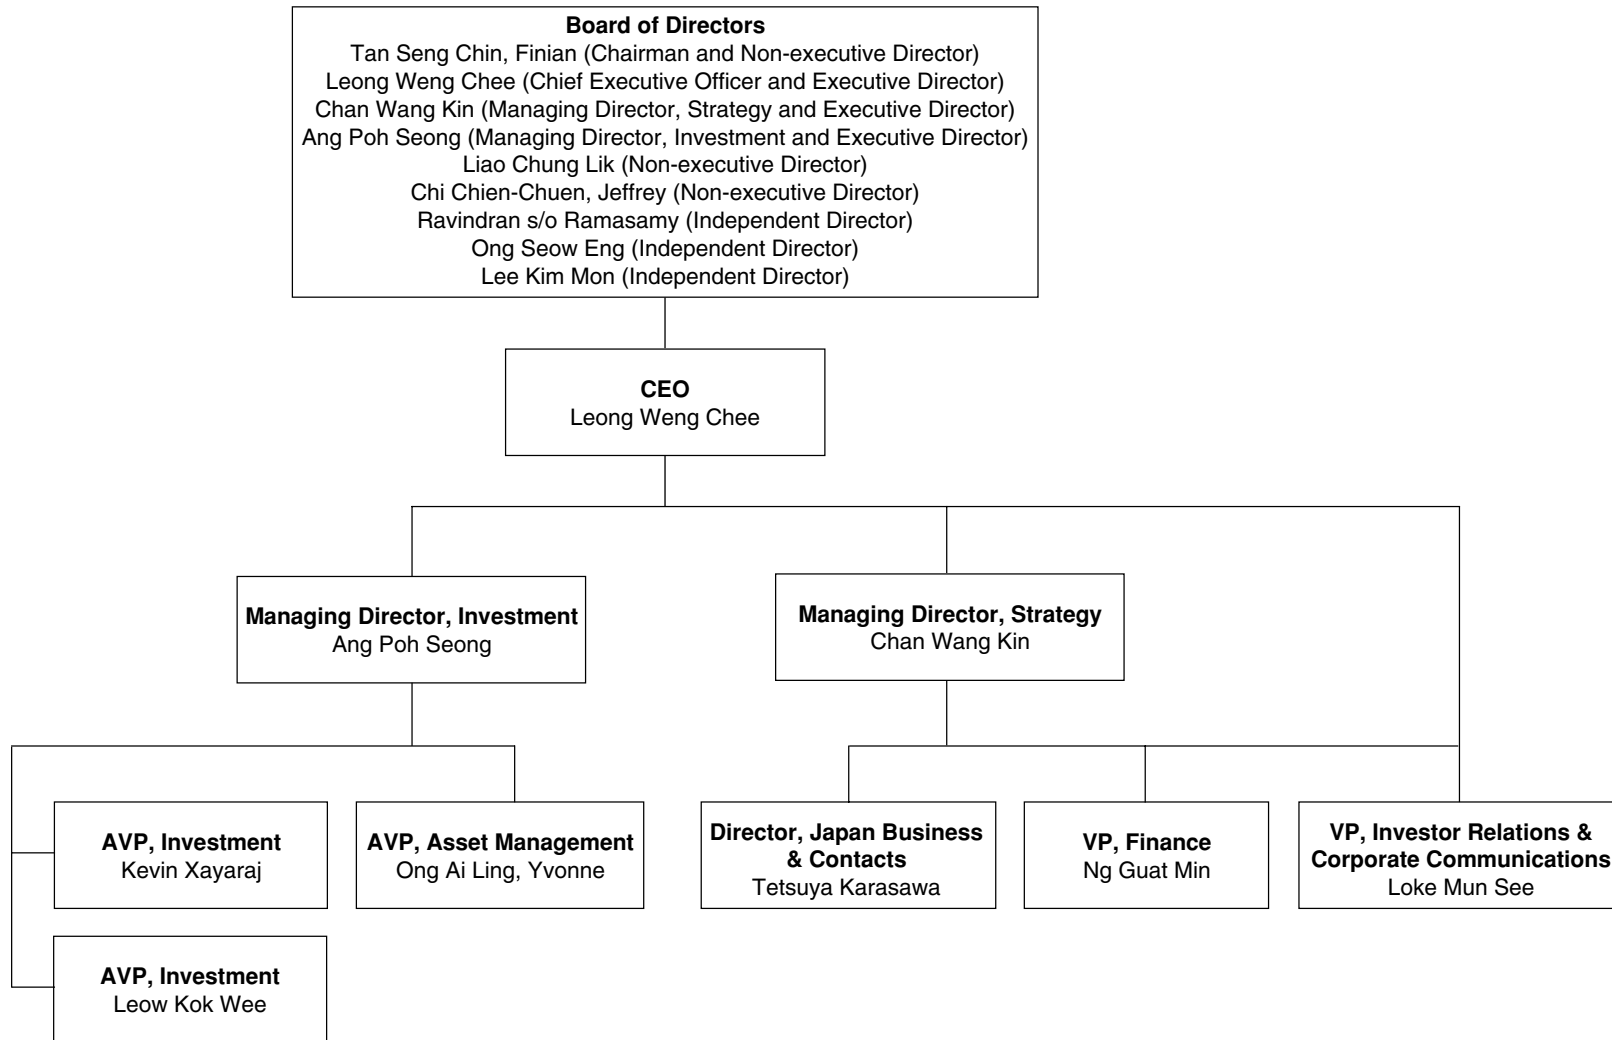 Board of Directors
Tan Seng Chin, Finian (Chairman and Non-executive Director)
Leong Weng Chee (Chief Executive Officer and Executive Director)
Chan Wang Kin (Managing Director, Strategy and Executive Director)
Ang Poh Seong (Managing Director, Investment and Executive Director)
Liao Chung Lik (Non-executive Director)
Chi Chien-Chuen, Jeffrey (Non-executive Director)
Ravindran s/o Ramasamy (Independent Director)
Ong Seow Eng (Independent Director)
Lee Kim Mon (Independent Director)
CEO
Leong Weng Chee
Managing Director, Investment
Ang Poh Seong
Managing Director, Strategy
Chan Wang Kin
AVP, Investment
Kevin Xayaraj
AVP, Asset Management
Ong Ai Ling, Yvonne
Director, Japan Business
& Contacts
Tetsuya Karasawa
VP, Finance
Ng Guat Min
VP, Investor Relations &
Corporate Communications
Loke Mun See
AVP, Investment
Leow Kok Wee